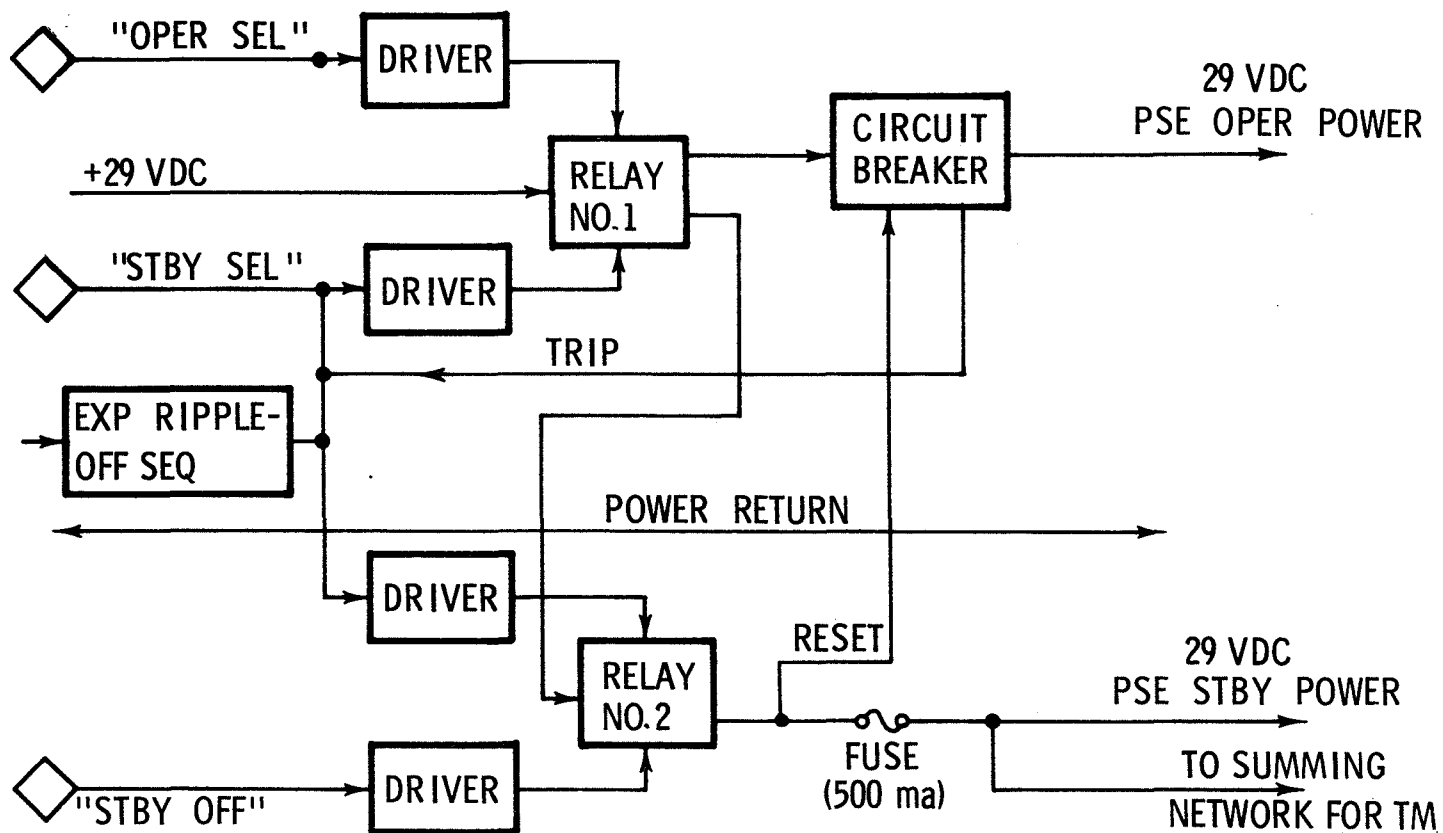 "OPER SEL"
DRIVER
29 VDC
PSE OPER POWER
CIRCUIT
BREAKER
+29 VDC
RELAY
NO.1
"STBY SEL"
DRIVER
TRIP
EXP RIPPLE-
OFF SEQ
POWER RETURN
DRIVER
RESET
RELAY
NO.2
29 VDC
PSE STBY POWER
FUSE
(500 ma)
DRIVER
"STBY OFF"
TO SUMMING
NETWORK FOR TM